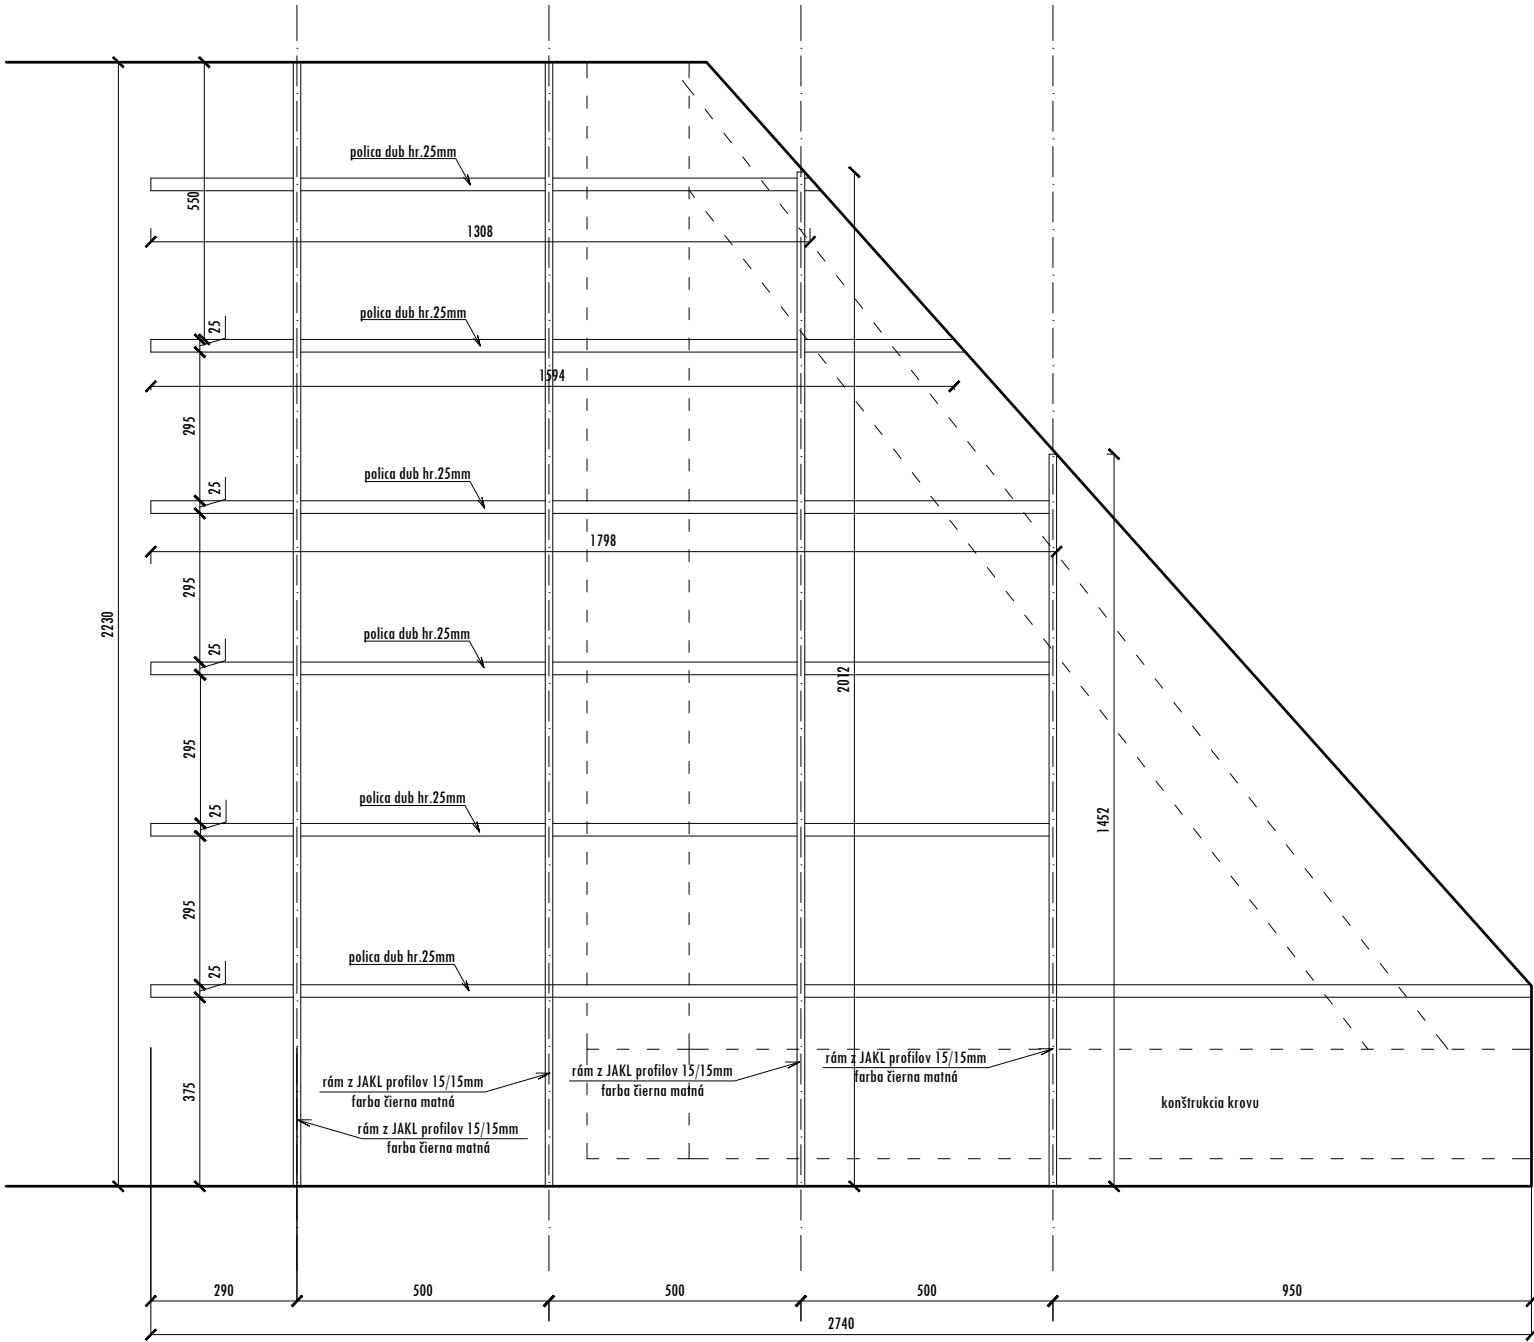 polica dub hr.25mm
550
1308
polica dub hr.25mm
25
1594
295
polica dub hr.25mm
25
1798
295
2230
polica dub hr.25mm
25
2012
295
polica dub hr.25mm
25
1452
295
polica dub hr.25mm
25
375
rám z JAKL profilov 15/15mm
farba čierna matná
rám z JAKL profilov 15/15mm
farba čierna matná
rám z JAKL profilov 15/15mm
farba čierna matná
rám z JAKL profilov 15/15mm
farba čierna matná
konštrukcia krovu
290
500
500
500
950
2740